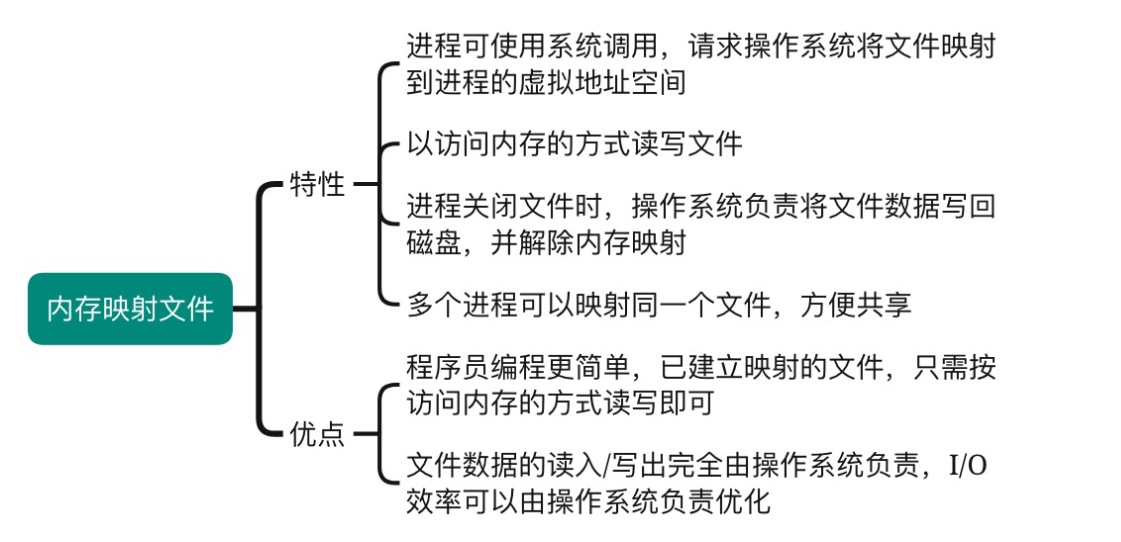 内存映射文件
特性
进程可使用系统调用，请求操作系统将文件映射
到进程的虚拟地址空间
以访问内存的方式读写文件
进程关闭文件时，操作系统负责将文件数据写回
磁盘，并解除内存映射
多个进程可以映射同一个文件，方便共享
优点
程序员编程更简单，已建立映射的文件，只需按
访问内存的方式读写即可
文件数据的读入/写出完全由操作系统负责，I/O
效率可以由操作系统负责优化